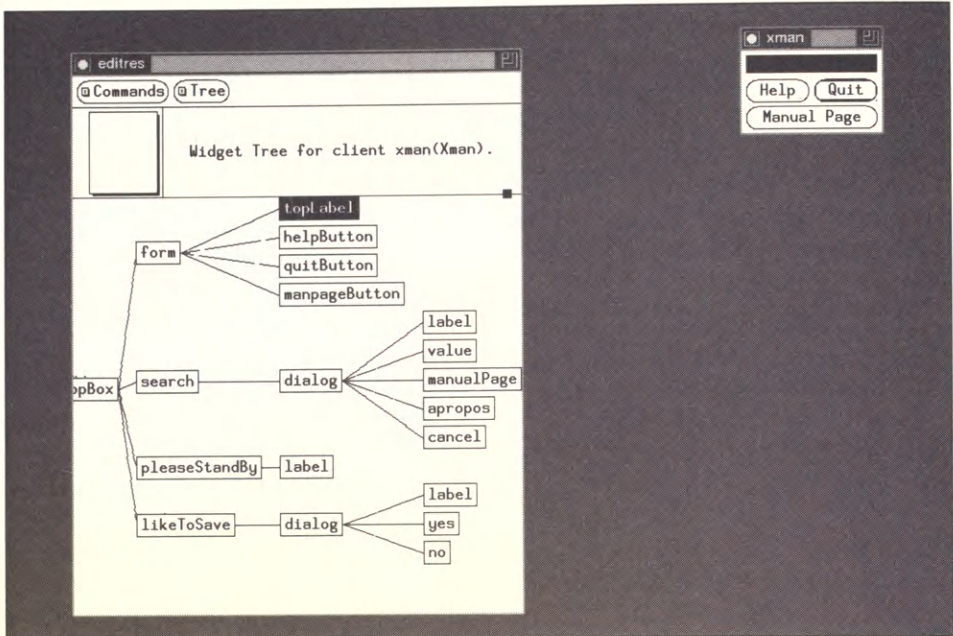 editres
Commands
Tree
Widget Tree for client xman(Xman).
topLabel
helpButton
form
quitButton
manpageButton
label
value
search
dialog
manualPage
opBox
apropos
cancel
pleaseStandBy
label
label
likeToSave
dialog
yes
no
xman
Help
Quit
Manual Page